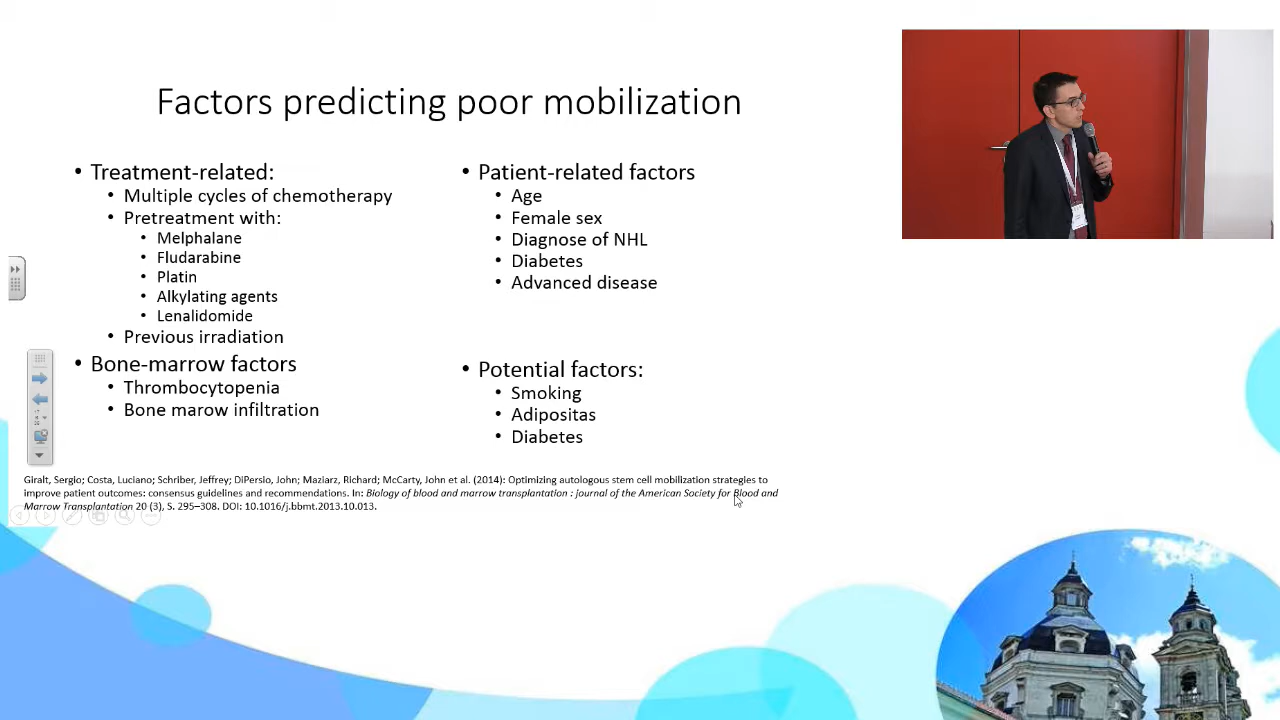 Factors predicting poor mobilization
• Treatment-related:
• Multiple cycles of chemotherapy
• Pretreatment with:
• Melphalane
• Fludarabine
• Platin
• Alkylating agents
• Lenalidomide
• Previous irradiation
• Bone-marrow factors
• Thrombocytopenia
• Bone marow infiltration
• Patient-related factors
• Age
• Female sex
• Diagnose of NHL
• Diabetes
• Advanced disease
• Potential factors:
• Smoking
• Adipositas
• Diabetes
Giralt, Sergio; Costa, Luciano; Schriber, Jeffrey; DiPersio, John; Maziarz, Richard; McCarty, John et al. (2014): Optimizing autologous stem cell mobilization strategies to
improve patient outcomes: consensus guidelines and recommendations. In: Biology of blood and marrow transplantation : journal of the American Society for Blood and
Marrow Transplantation 20 (3), S. 295–308. DOI: 10.1016/j.bbmt.2013.10.013.